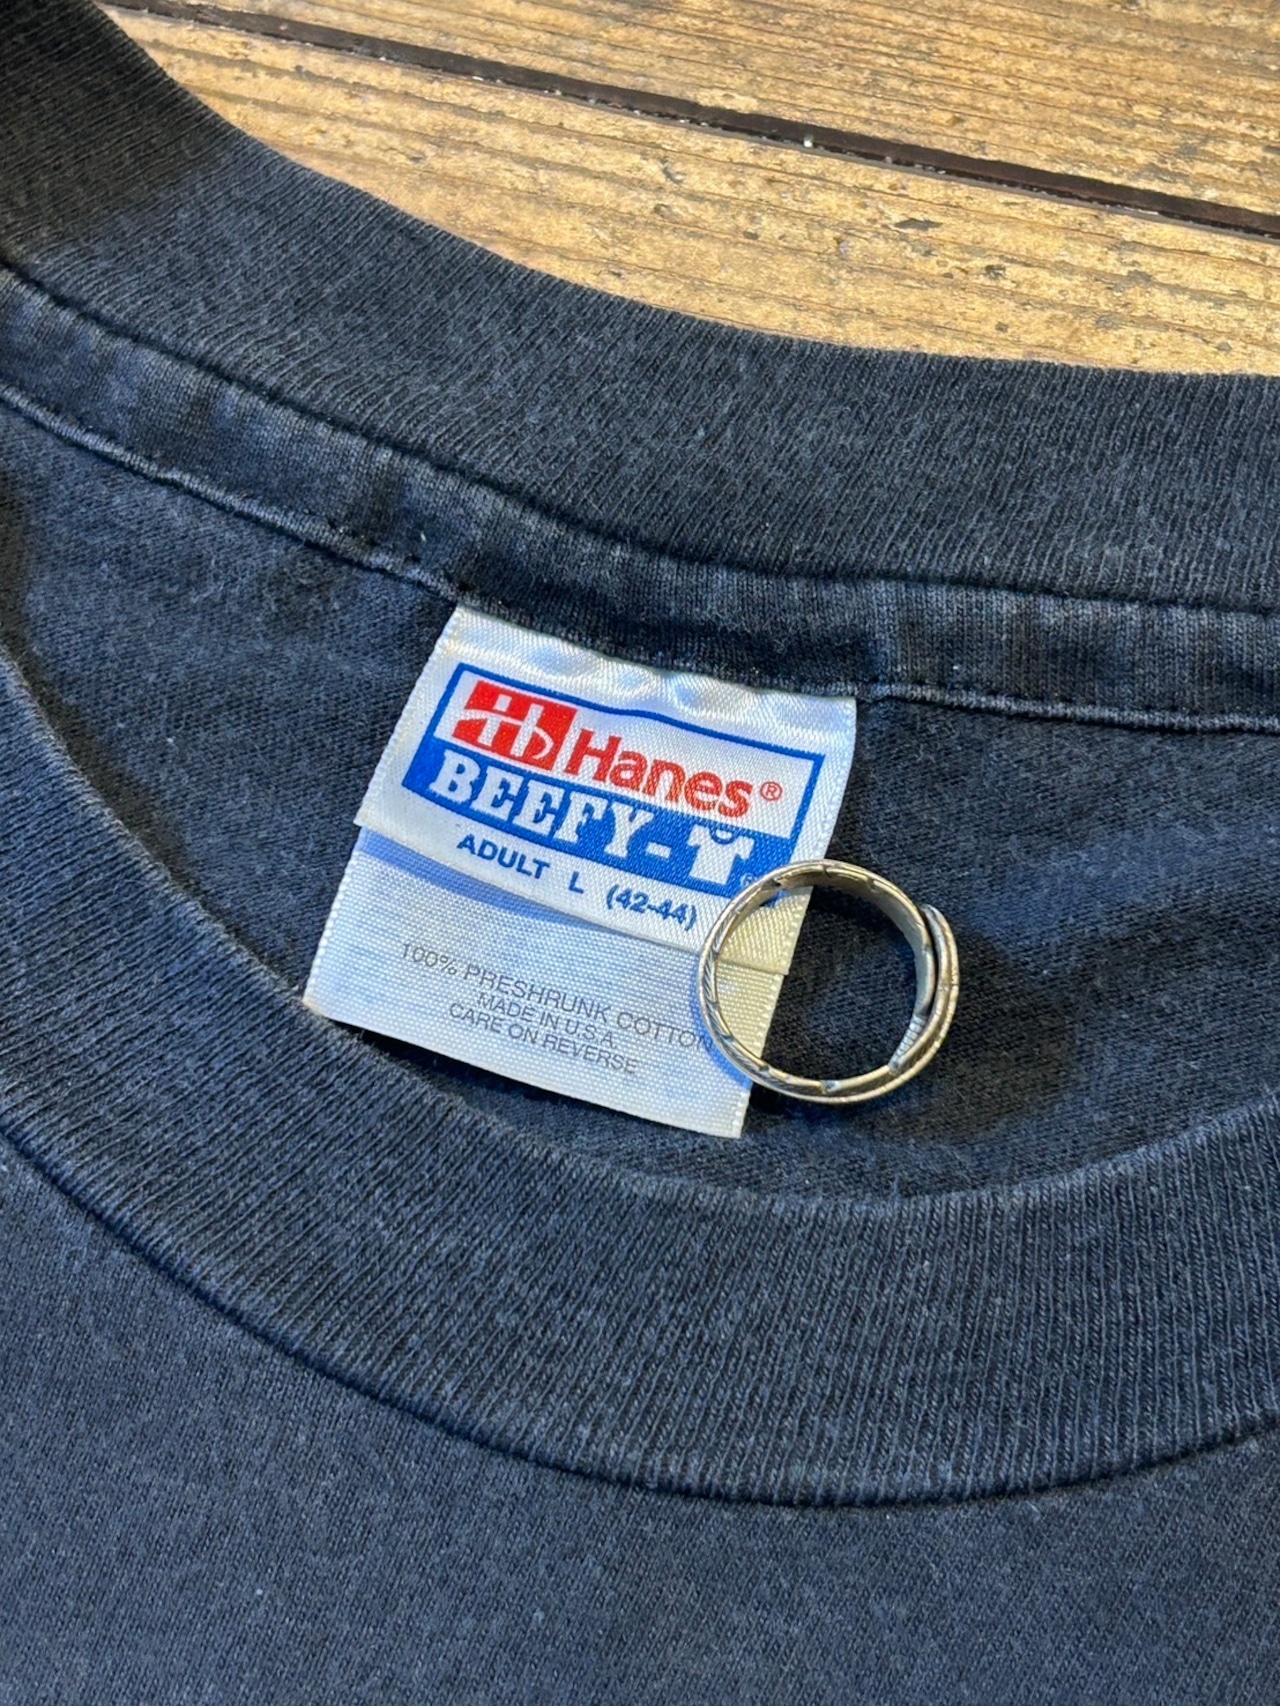 Hanes®
BEEFY-T
ADULT L (42-44)
100% PRESHRUNK COTTON
MADE IN U.S.A.
CARE ON REVERSE